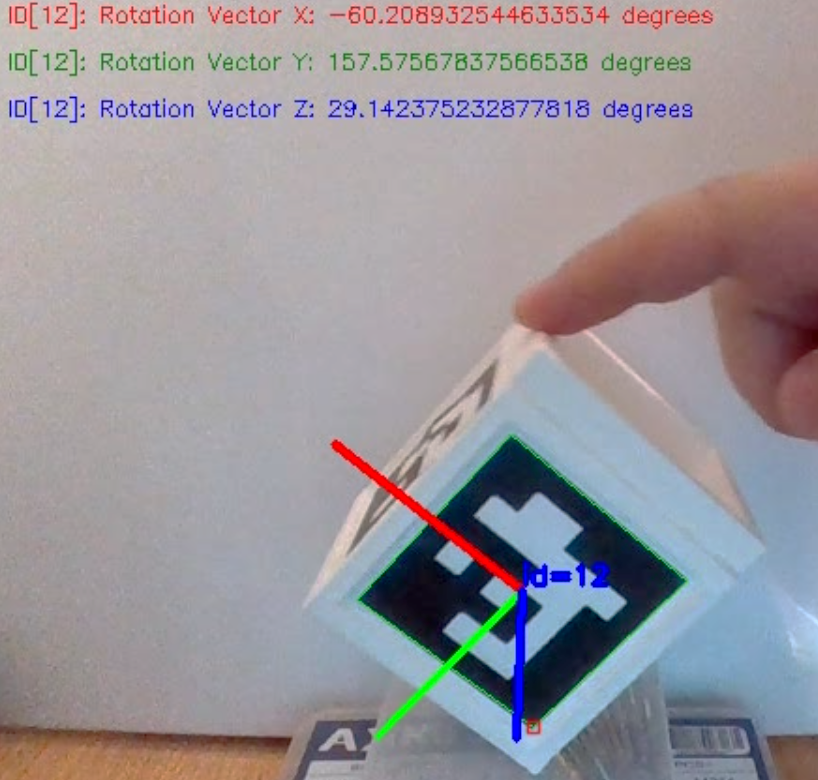 ID[12]: Rotation Vector X: -60.208932544633534 degrees
ID[12]: Rotation Vector Y: 157.57567837566538 degrees
ID[12]: Rotation Vector Z: 29.142375232877818 degrees
id=12